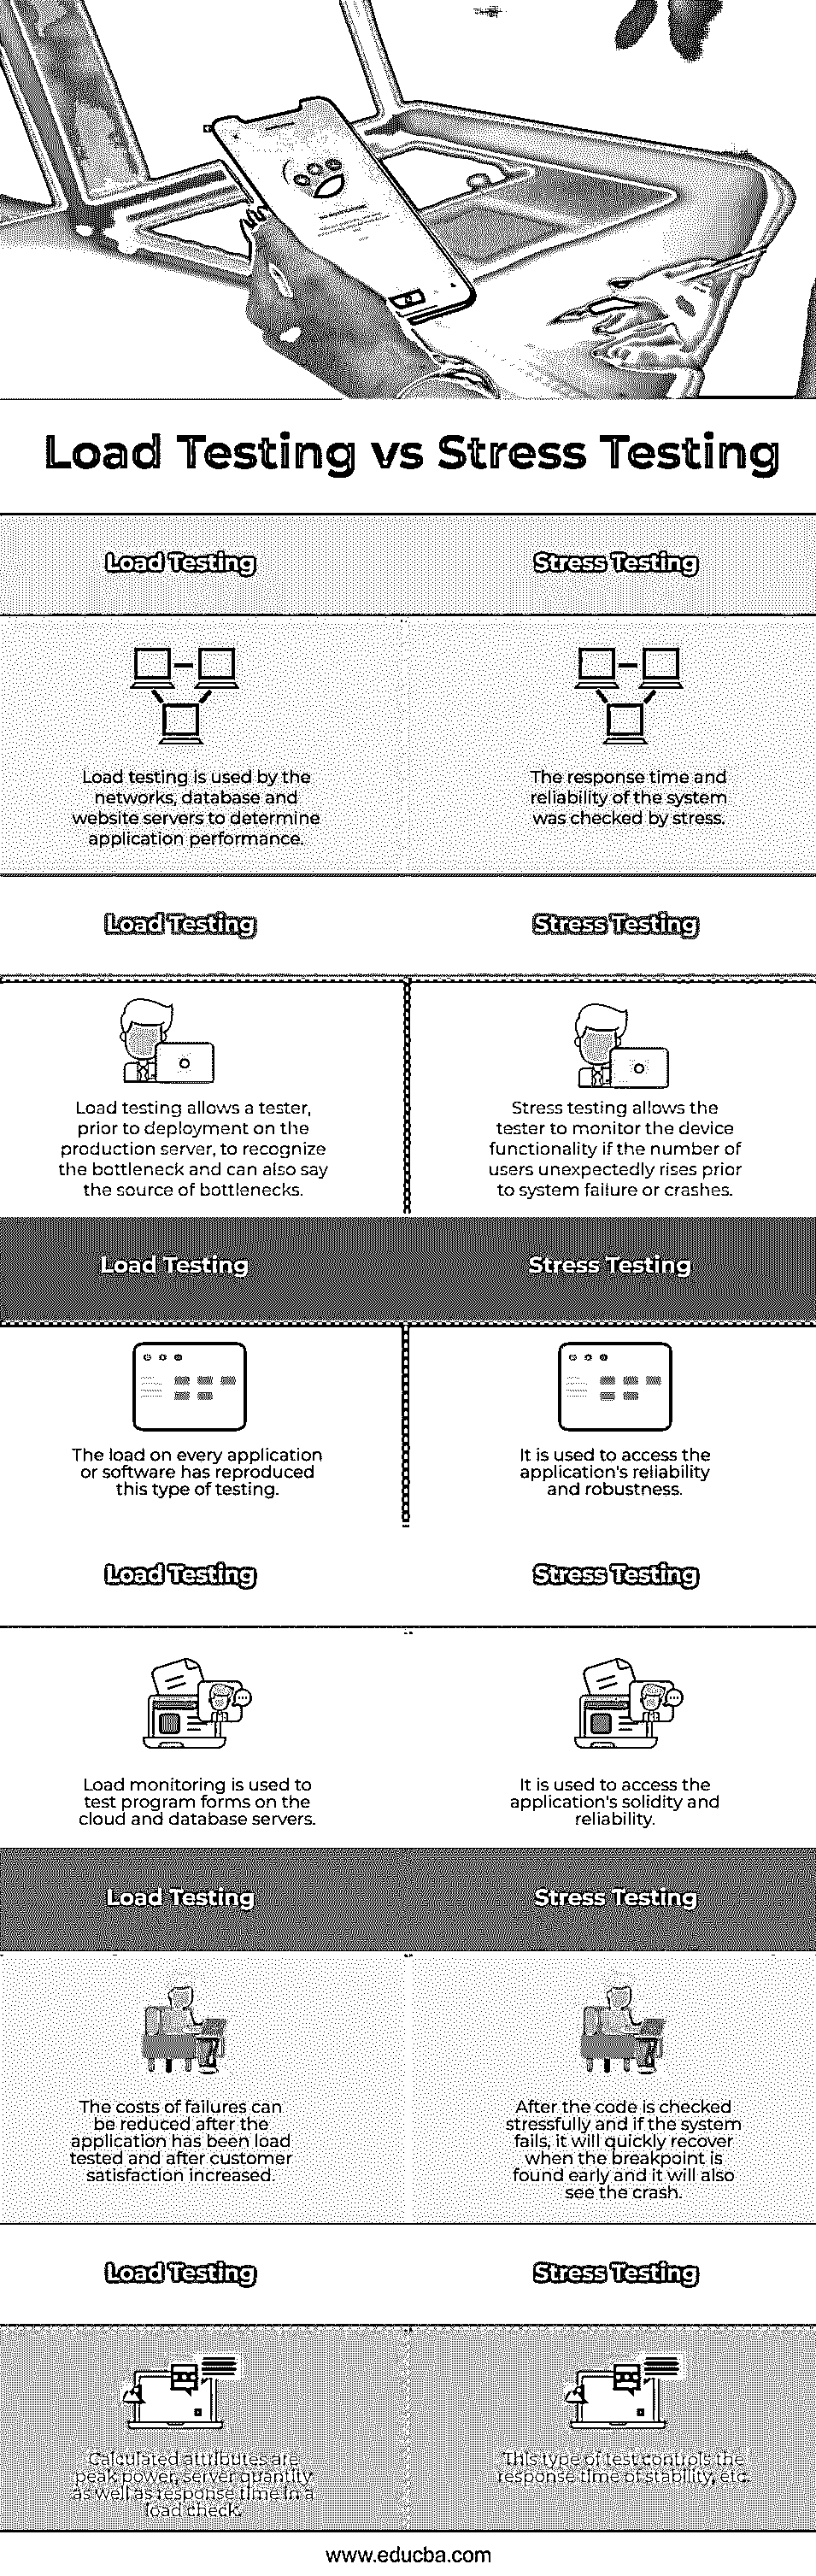 Load Testing vs Stress Testing
Load Testing
Stress Testing
Load testing is used by the
networks, database and
website servers to determine
application performance.
The response time and
reliability of the system
was checked by stress.
Load Testing
Stress Testing
Load testing allows a tester,
prior to deployment on the
production server, to recognize
the bottleneck and can also say
the source of bottlenecks.
Stress testing allows the
tester to monitor the device
functionality if the number of
users unexpectedly rises prior
to system failure or crashes.
Load Testing
Stress Testing
The load on every application
or software has reproduced
this type of testing.
It is used to access the
application's reliability
and robustness.
Load Testing
Stress Testing
Load monitoring is used to
test program forms on the
cloud and database servers.
It is used to access the
application's solidity and
reliability.
Load Testing
Stress Testing
The costs of failures can
be reduced after the
application has been load
tested and after customer
satisfaction increased.
After the code is checked
stressfully and if the system
fails, it will quickly recover
when the breakpoint is
found early and it will also
see the crash.
Load Testing
Stress Testing
Calculated attributes are
peak power, server quantity
as well as response time in a
load check.
This type of test controls the
response time of stability, etc.
www.educba.com